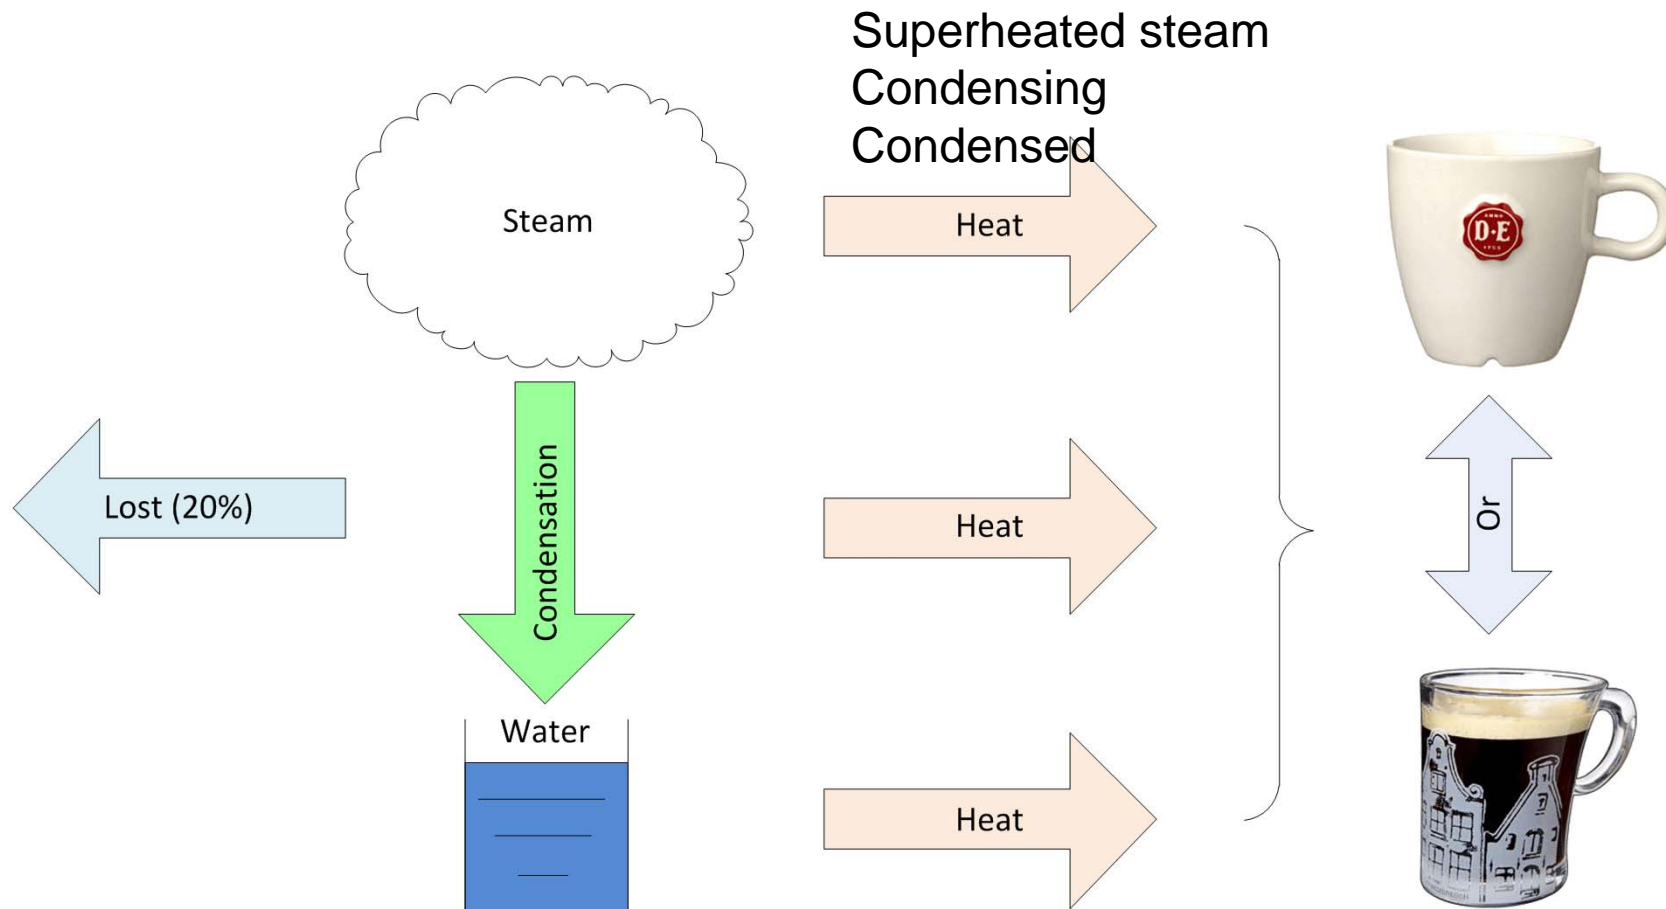 Superheated steam
Condensing
Condensed
Steam
Heat
D·E
Lost (20%)
Condensation
Heat
Or
Water
Heat